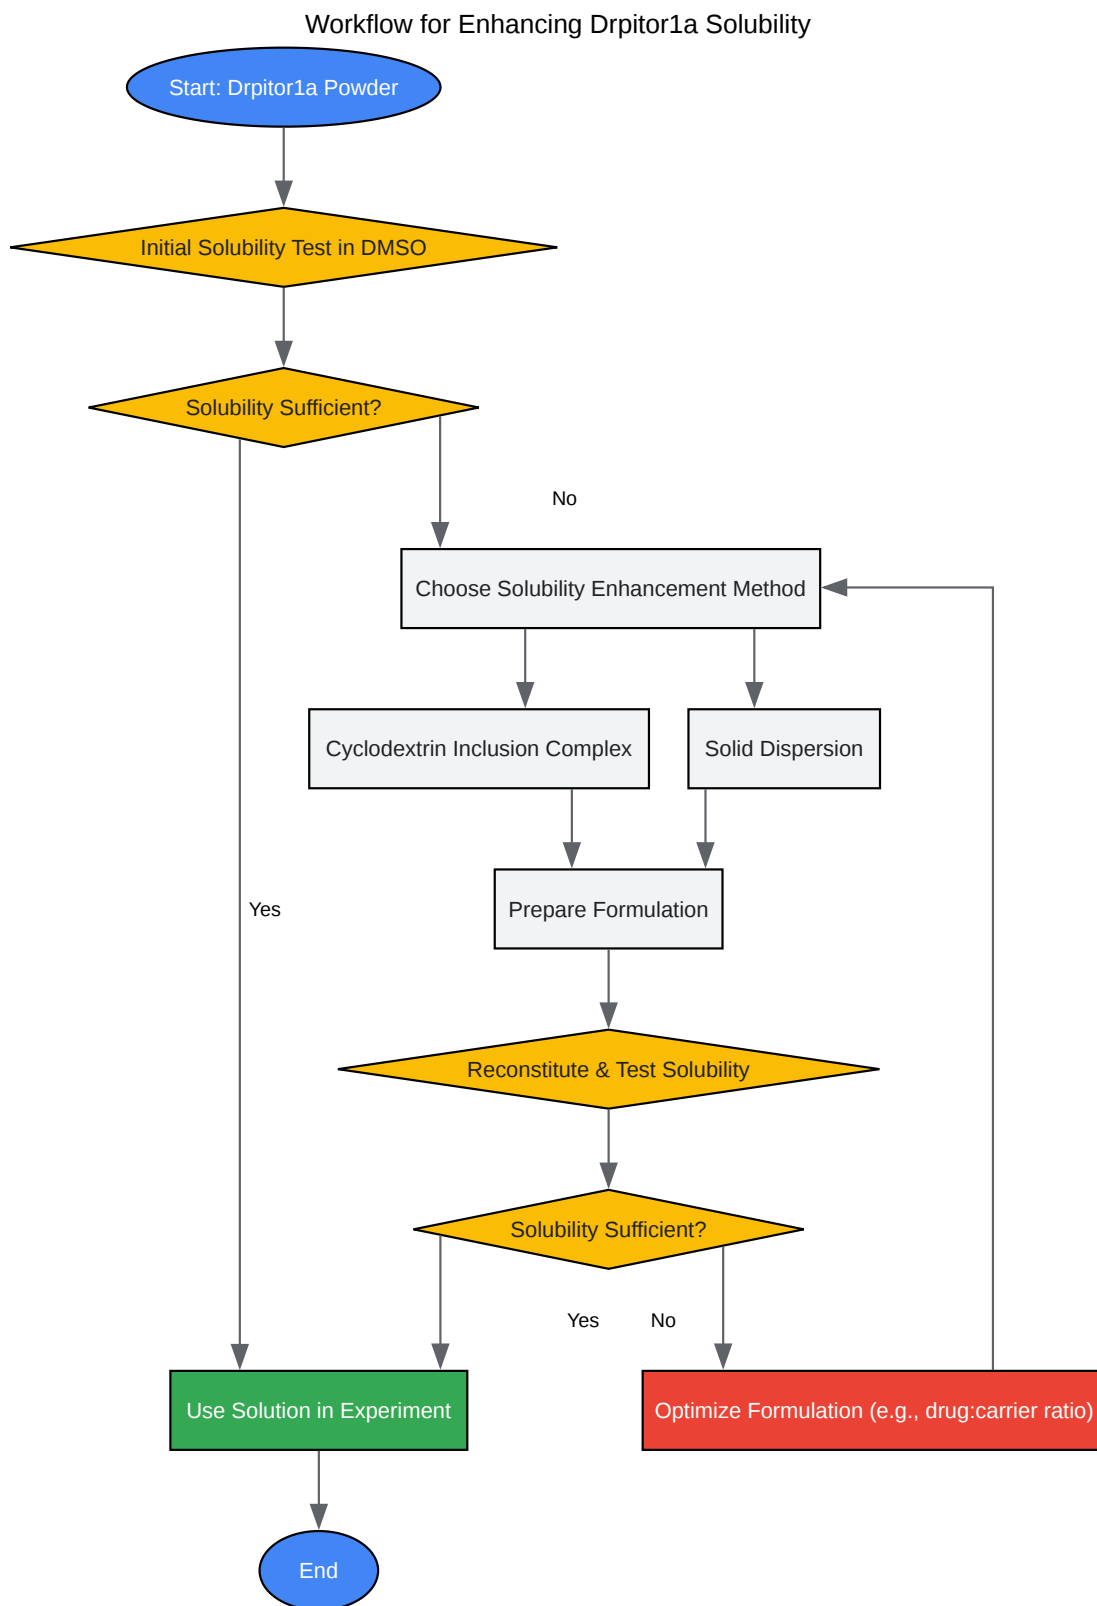 Workflow for Enhancing Drpitor1a Solubility
Start: Drpitor1a Powder
Initial Solubility Test in DMSO
Solubility Sufficient?
No
Choose Solubility Enhancement Method
Cyclodextrin Inclusion Complex
Solid Dispersion
Yes
Prepare Formulation
Reconstitute & Test Solubility
Solubility Sufficient?
Yes
No
Use Solution in Experiment
Optimize Formulation (e.g., drug:carrier ratio)
End